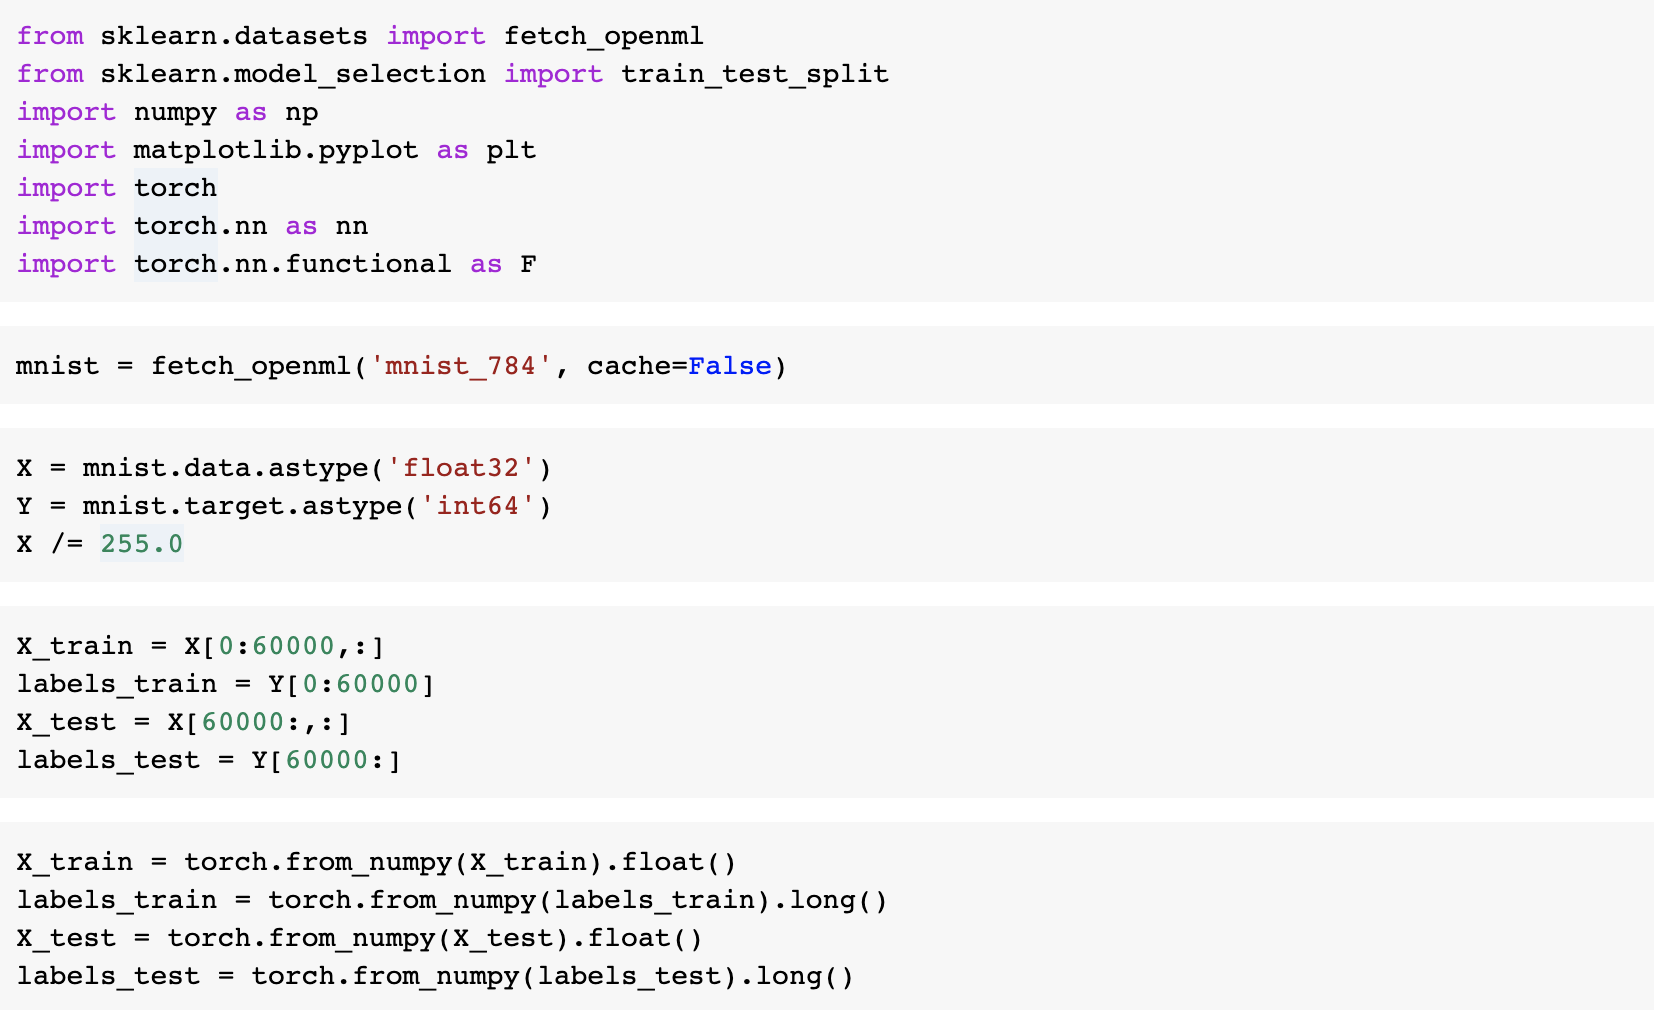 from sklearn.datasets import fetch_openml
from sklearn.model_selection import train_test_split
import numpy as np
import matplotlib.pyplot as plt
import torch
import torch.nn as nn
import torch.nn.functional as F
mnist = fetch_openml('mnist_784', cache=False)
X = mnist.data.astype('float32')
Y = mnist.target.astype('int64')
X /= 255.0
X_train = X[0:60000,:]
labels_train = Y[0:60000]
X_test = X[60000:,:]
labels_test = Y[60000:]
X_train = torch.from_numpy(X_train).float()
labels_train = torch.from_numpy(labels_train).long()
X_test = torch.from_numpy(X_test).float()
labels_test = torch.from_numpy(labels_test).long()